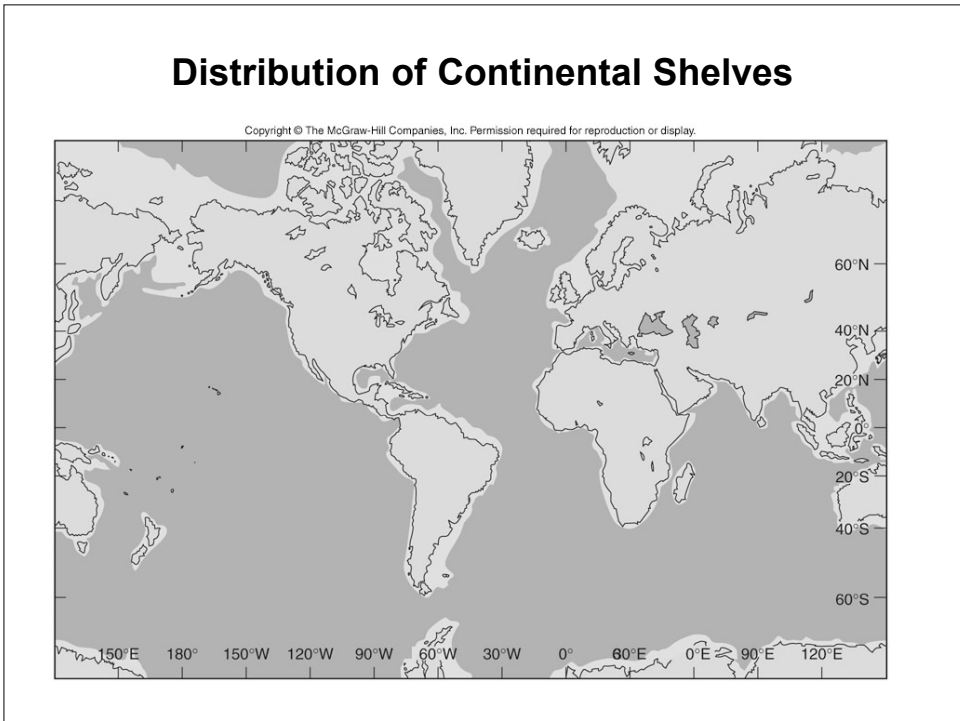 Distribution of Continental Shelves
Copyright © The McGraw-Hill Companies, Inc. Permission required for reproduction or display.
60°N
40°N
20°N
0°
20°S
40°S
60°S
150°E 180° 150°W 120°W 90°W 60°W 30°W 0° 60°E 0°E 90°E 120°E